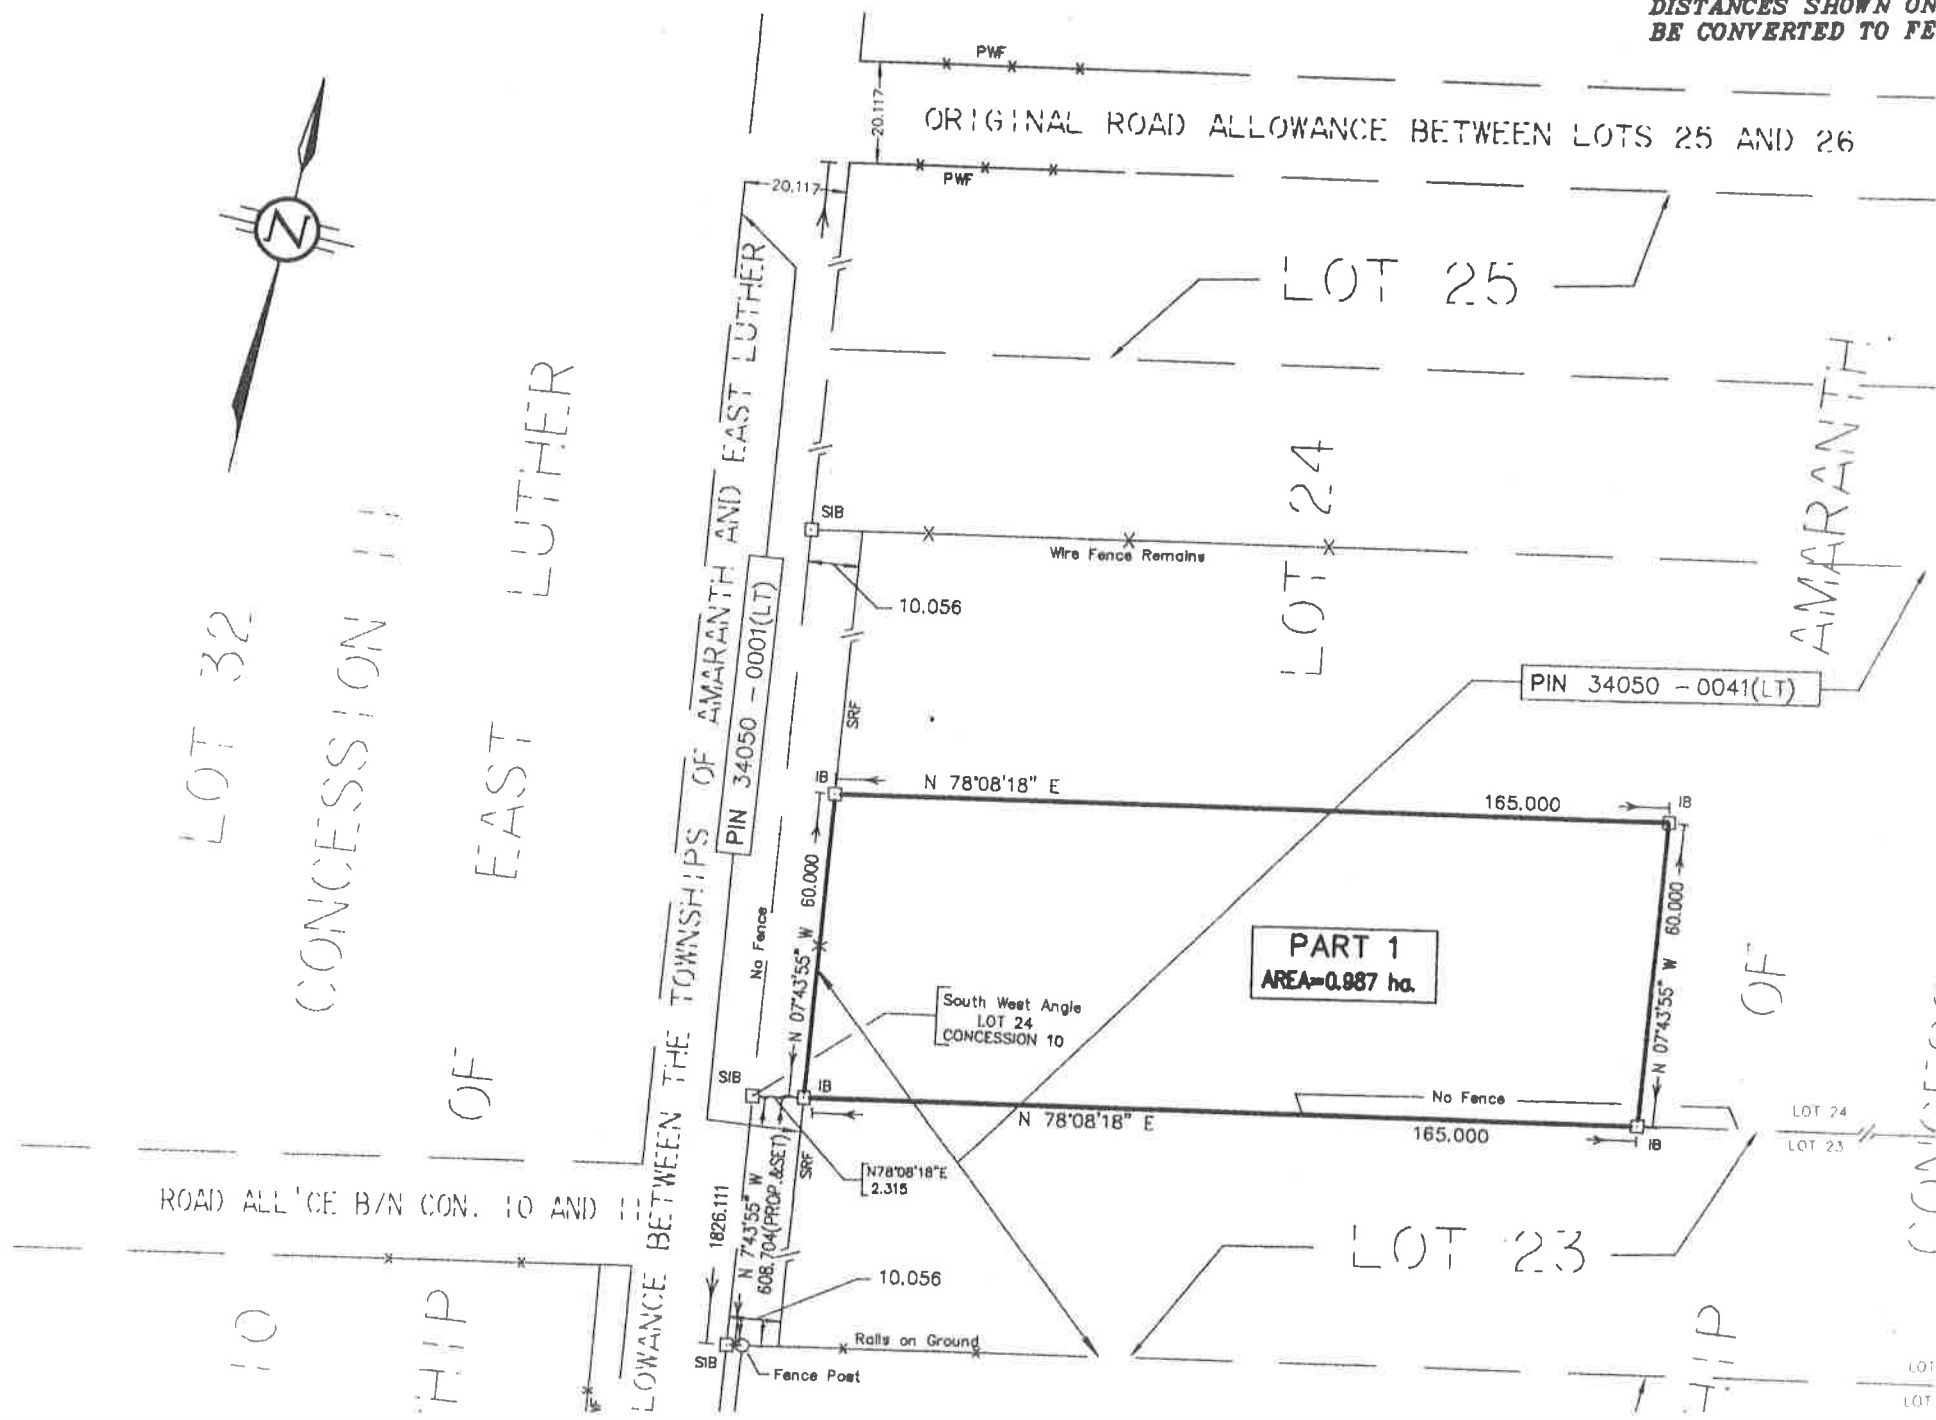 DISTANCES SHOWN ON
BE CONVERTED TO FE
PWF
20.117
ORIGINAL ROAD ALLOWANCE BETWEEN LOTS 25 AND 26
PWF
20.117
N
LOT 25
LOWANCE BETWEEN THE TOWNSHIPS OF AMARANTH AND EAST LUTHER
LOT 32
CONCESSION 11
EAST LUTHER
OF
HIP
10
SIB
Wire Fence Remains
10.056
LOT 24
AMARANTH
OF
HIP
PIN 34050 - 0001(LT)
PIN 34050 - 0041(LT)
SRF
IB
N 78°08'18" E
165.000
IB
N 07°43'55" W 60.000
No Fence
PART 1
AREA=0.987 ha.
N 07°43'55" W 60.000
South West Angle
LOT 24
CONCESSION 10
SIB
IB
N 78°08'18" E
No Fence
165.000
IB
LOT 24
LOT 23
N78°08'18"E
2.315
SRF
ROAD ALL'CE B/N CON. 10 AND 11
1826.111
N 7°43'55" W
608.704(PROP.&SET)
10.056
LOT 23
Rails on Ground
SIB
Fence Post
LOT
LOT